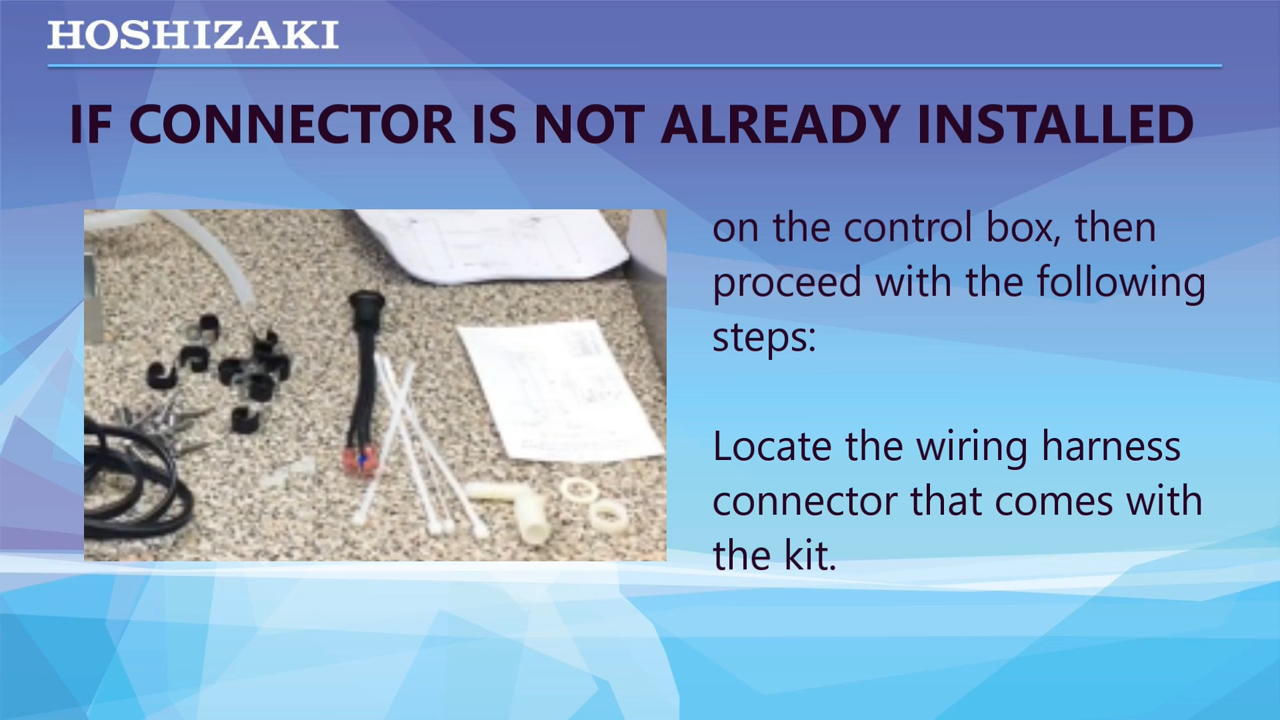 HOSHIZAKI
IF CONNECTOR IS NOT ALREADY INSTALLED
on the control box, then
proceed with the following
steps:
Locate the wiring harness
connector that comes with
the kit.